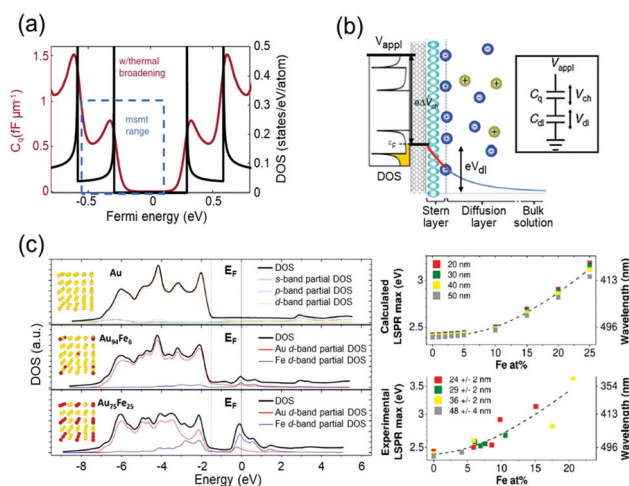 (a)
w/thermal
broadening
msmt
range
Cq(fF µm⁻¹)
1.5
1.0
0.5
0.0
DOS (states/eV/atom)
0.5
0.4
0.3
0.2
0.1
0
-0.5
0
0.5
Fermi energy (eV)
(b)
Vappl
εF
DOS
eVdl
Stern
layer
Diffusion
layer
Bulk
solution
Vappl
Cq
Vch
Cdl
Vdl
(c)
DOS (a.u.)
Au
EF
DOS
s-band partial DOS
p-band partial DOS
d-band partial DOS
Au94Fe6
EF
DOS
Au d-band partial DOS
Fe d-band partial DOS
Au75Fe25
EF
DOS
Au d-band partial DOS
Fe d-band partial DOS
-8 -6 -4 -2 0 2 4 6
Energy (eV)
Calculated
LSPR max (eV)
20 nm
30 nm
40 nm
50 nm
3.0
2.5
413
496
Wavelength (nm)
0 5 10 15 20 25
Fe at%
Experimental
LSPR max (eV)
24 +/- 2 nm
29 +/- 2 nm
36 +/- 2 nm
48 +/- 4 nm
3.5
3.0
2.5
354
413
496
Wavelength (nm)
0 5 10 15 20
Fe at%